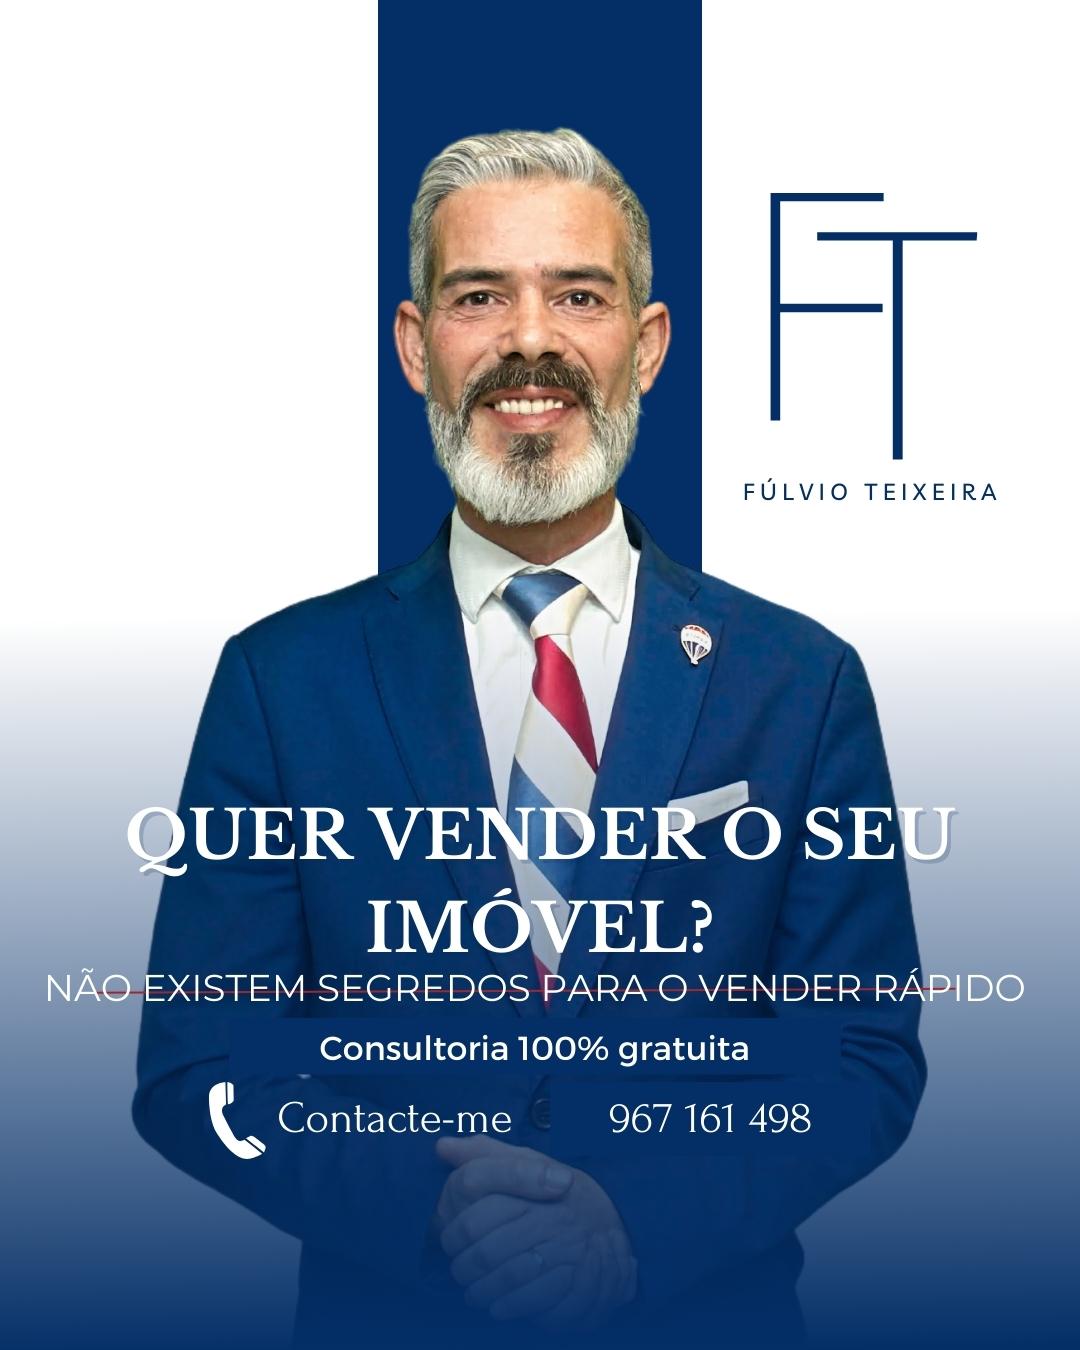 FT
FÚLVIO TEIXEIRA
QUER VENDER O SEU
IMÓVEL?
NÃO EXISTEM SEGREDOS PARA O VENDER RÁPIDO
Consultoria 100% gratuita
Contacte-me 967 161 498